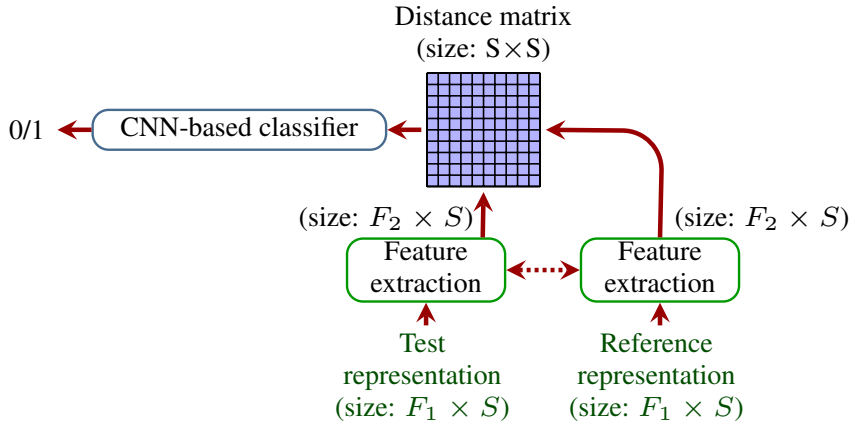 Distance matrix
(size: S×S)
0/1
CNN-based classifier
(size: F₂ × S)
(size: F₂ × S)
Feature
extraction
Feature
extraction
Test
representation
(size: F₁ × S)
Reference
representation
(size: F₁ × S)